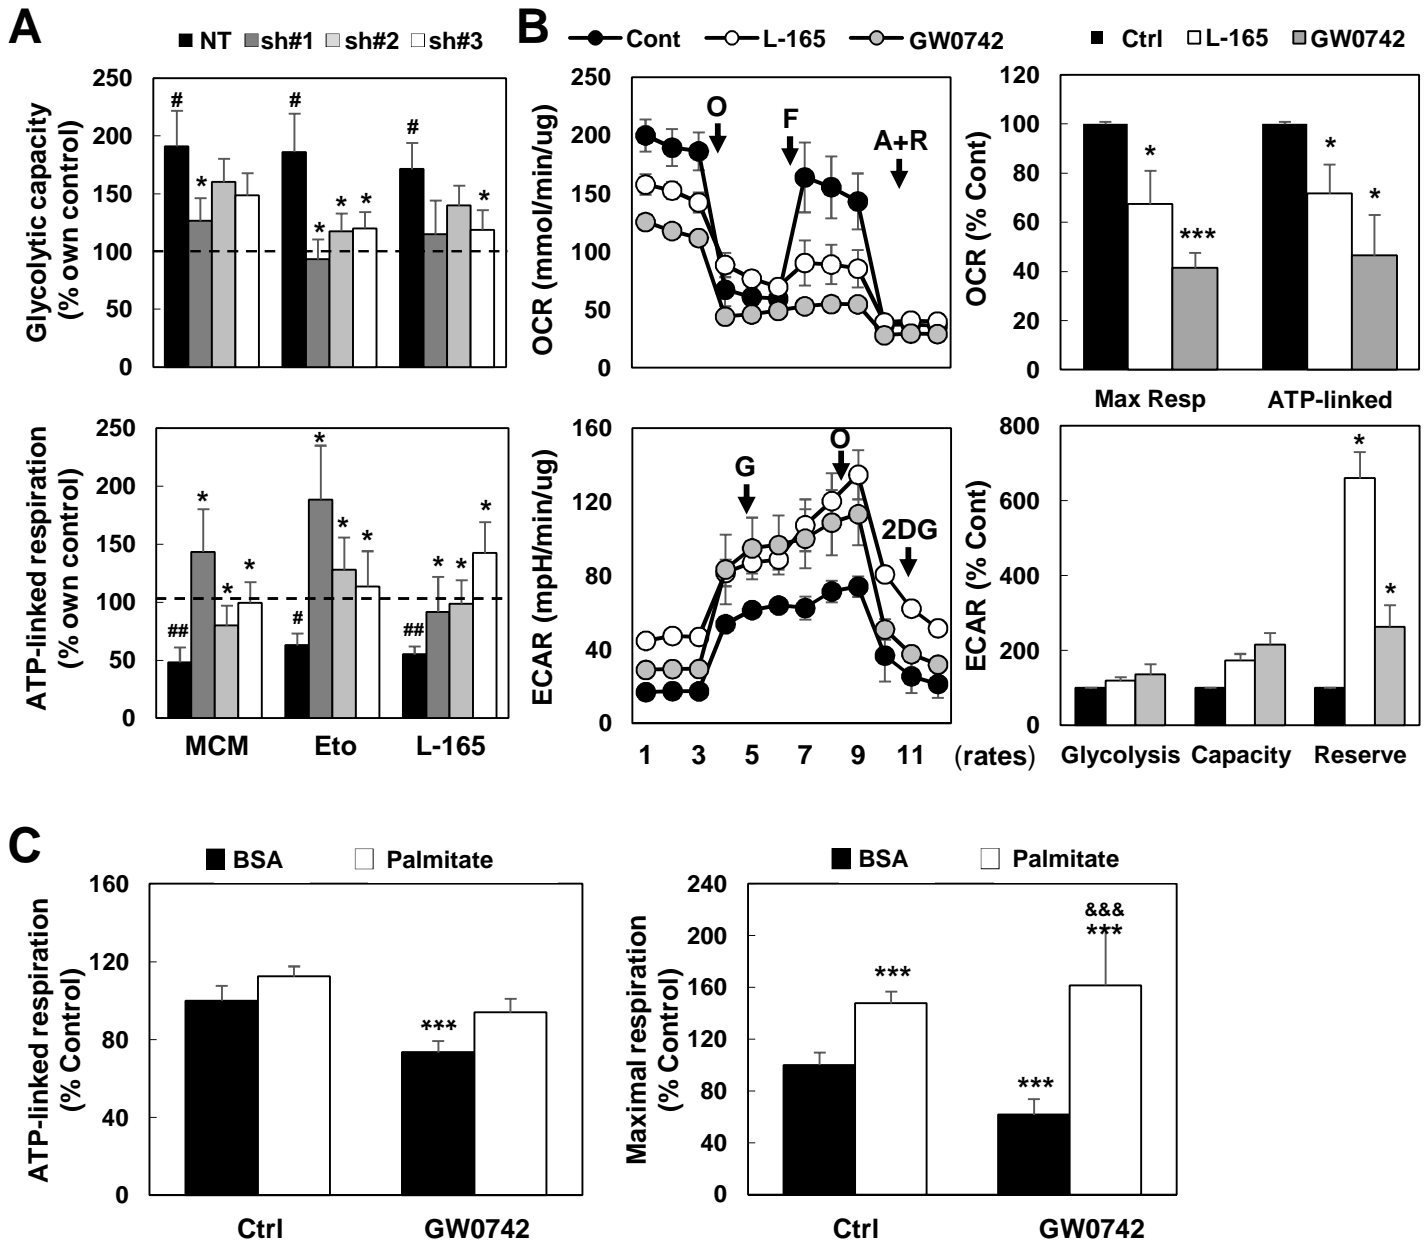 A
NT sh#1 sh#2 sh#3
Glycolytic capacity
(% own control)
250
200
150
100
50
0
# * # * * * # *
ATP-linked respiration
(% own control)
250
200
150
100
50
0
## * * * # * * * ## * * *
MCM Eto L-165
B
Cont L-165 GW0742
OCR (mmol/min/ug)
250
200
150
100
50
0
O F A+R
Ctrl L-165 GW0742
OCR (% Cont)
120
100
80
60
40
20
0
* *** * *
Max Resp ATP-linked
ECAR (mpH/min/ug)
160
120
80
40
0
G O 2DG
1 3 5 7 9 11 (rates)
ECAR (% Cont)
800
600
400
200
0
* *
Glycolysis Capacity Reserve
C
BSA Palmitate
ATP-linked respiration
(% Control)
160
120
80
40
0
***
Ctrl GW0742
BSA Palmitate
Maximal respiration
(% Control)
240
200
160
120
80
40
0
*** *** &&&
***
Ctrl GW0742